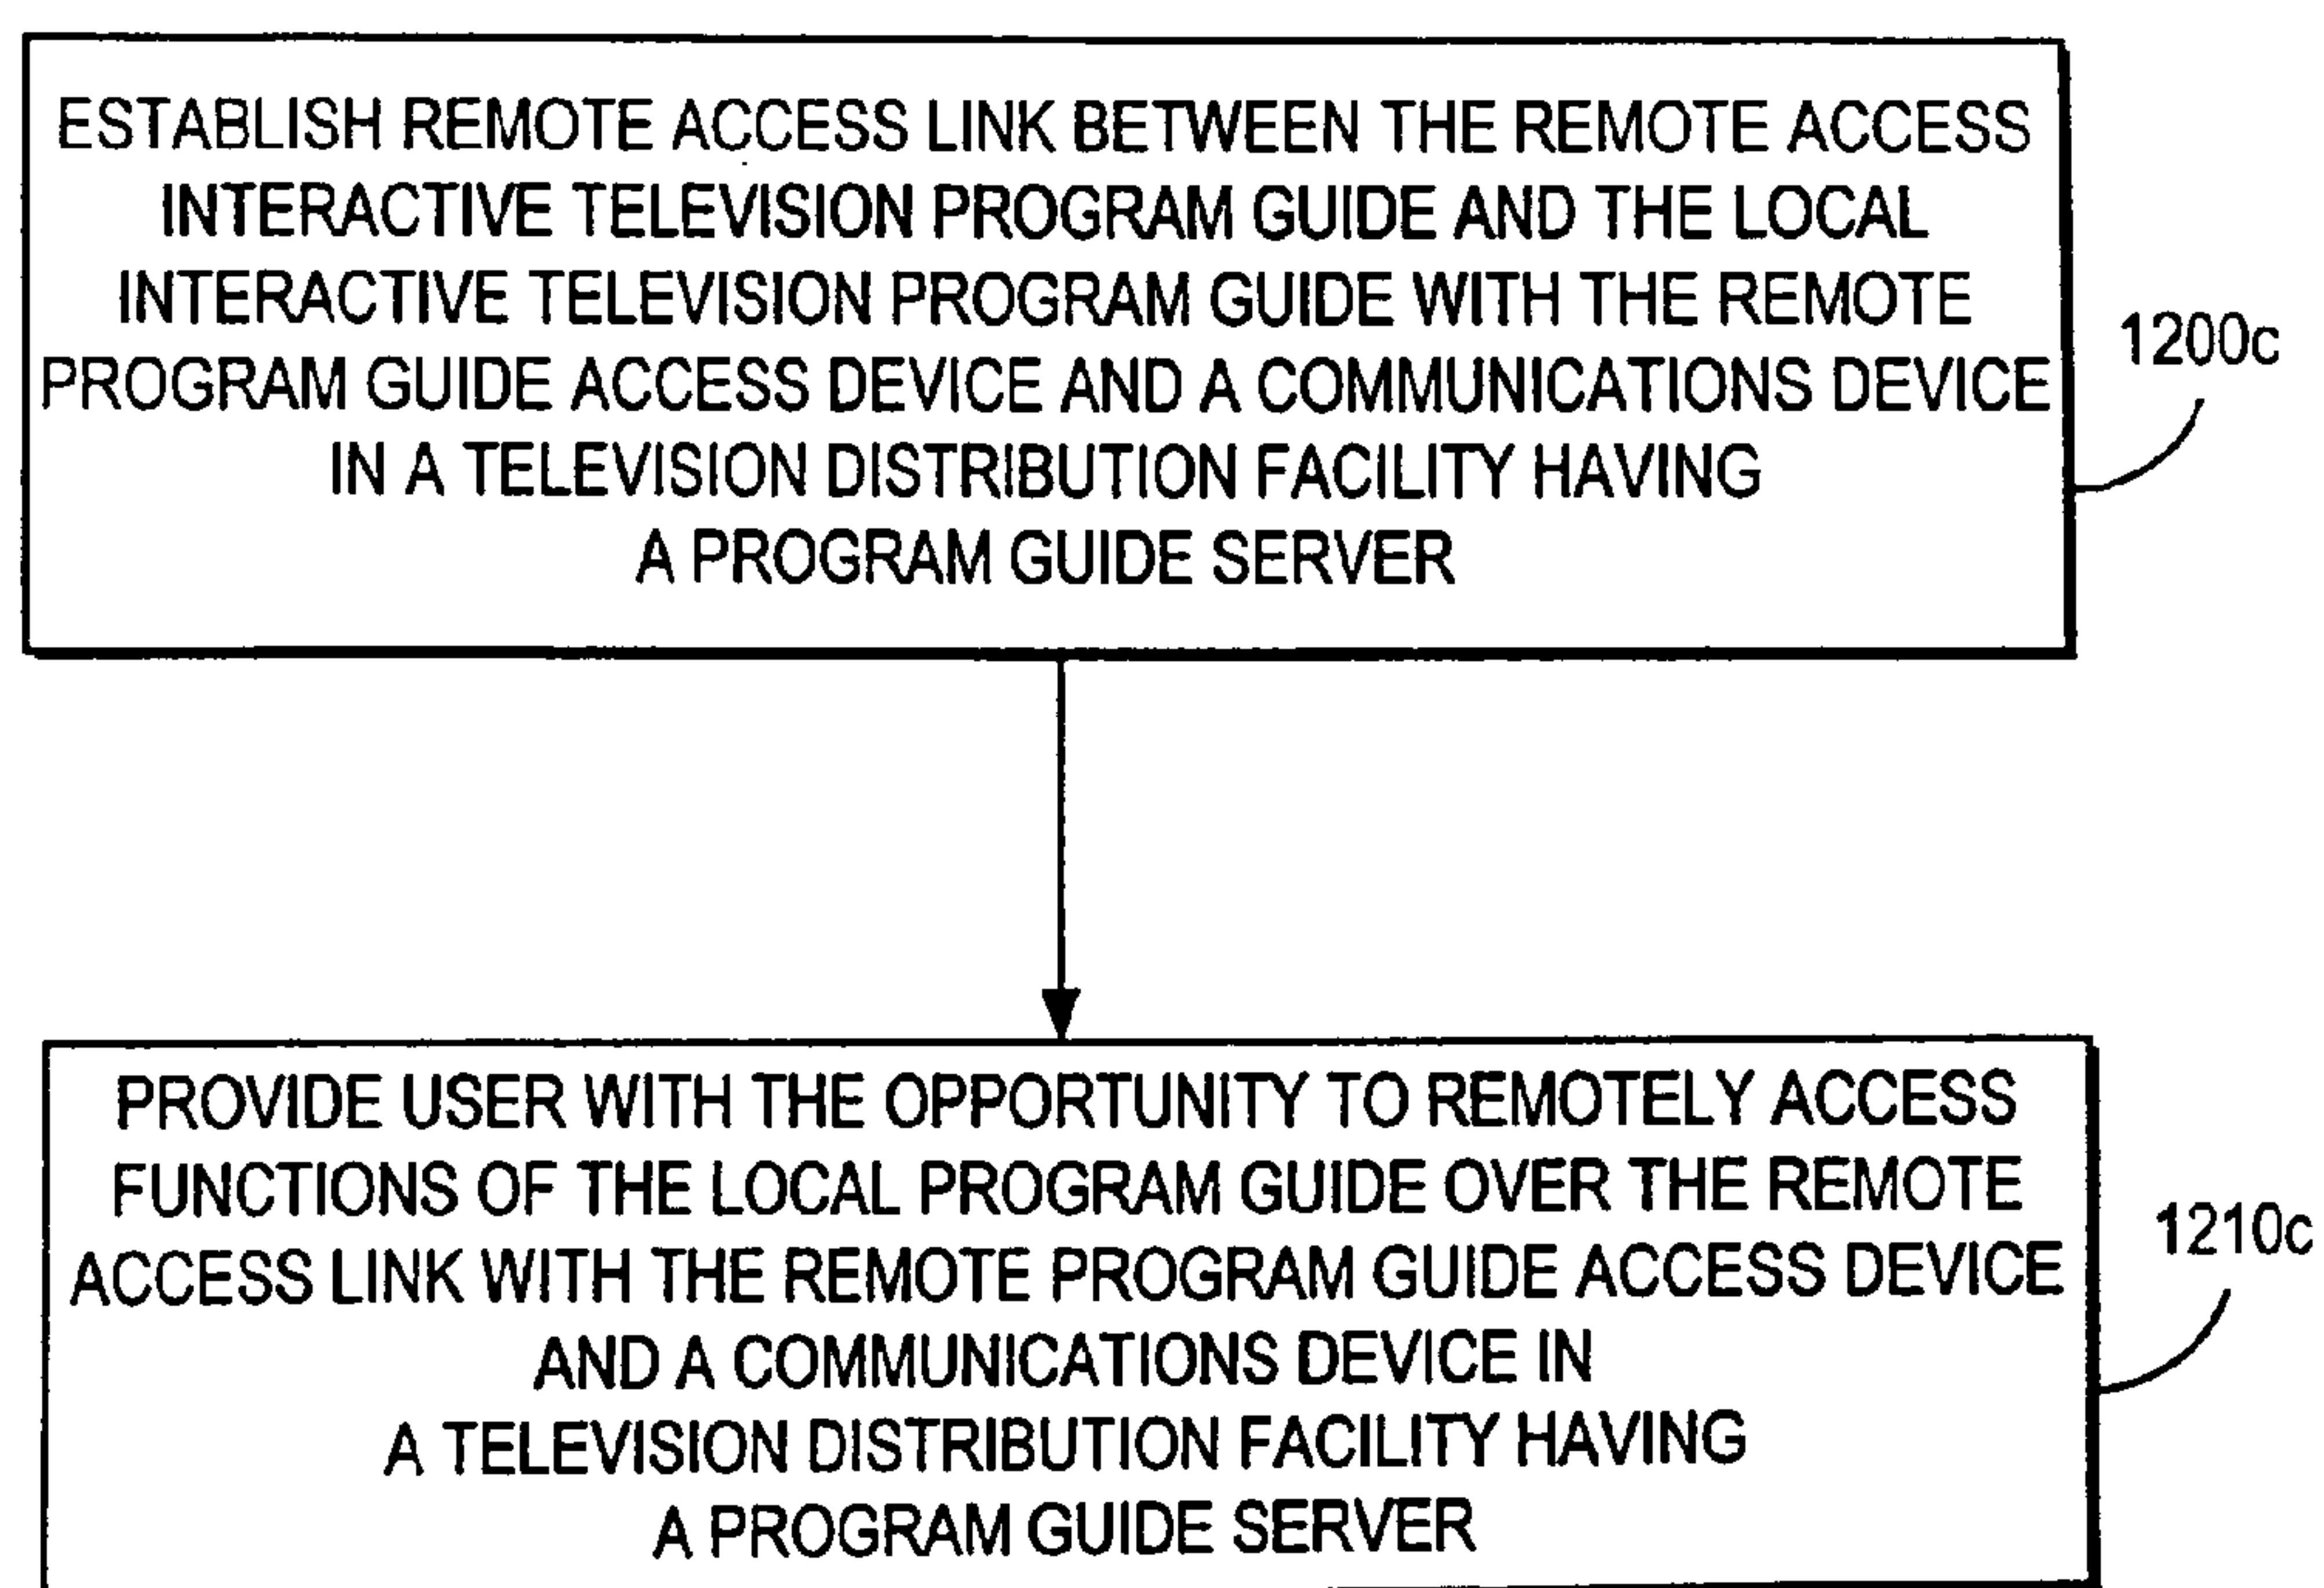 ESTABLISH REMOTE ACCESS LINK BETWEEN THE REMOTE ACCESS
INTERACTIVE TELEVISION PROGRAM GUIDE AND THE LOCAL
INTERACTIVE TELEVISION PROGRAM GUIDE WITH THE REMOTE
PROGRAM GUIDE ACCESS DEVICE AND A COMMUNICATIONS DEVICE
IN A TELEVISION DISTRIBUTION FACILITY HAVING
A PROGRAM GUIDE SERVER
1200c
PROVIDE USER WITH THE OPPORTUNITY TO REMOTELY ACCESS
FUNCTIONS OF THE LOCAL PROGRAM GUIDE OVER THE REMOTE
ACCESS LINK WITH THE REMOTE PROGRAM GUIDE ACCESS DEVICE
AND A COMMUNICATIONS DEVICE IN
A TELEVISION DISTRIBUTION FACILITY HAVING
A PROGRAM GUIDE SERVER
1210c